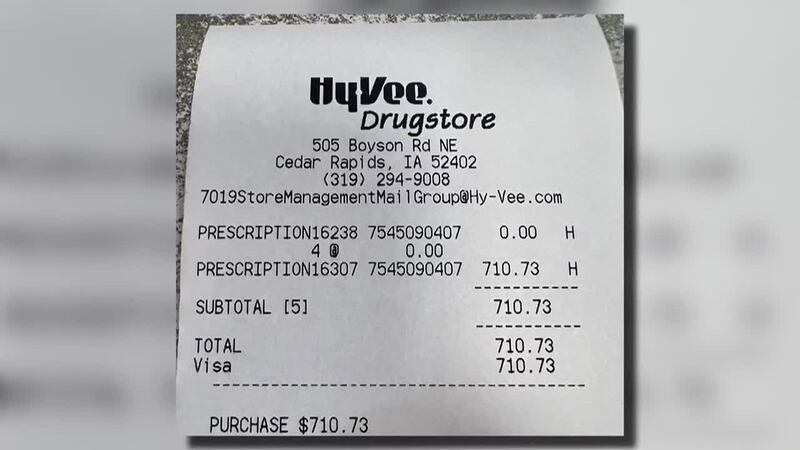 HyVee.
Drugstore
505 Boyson Rd NE
Cedar Rapids, IA 52402
(319) 294-9008
7019StoreManagementMailGroup@Hy-Vee.com
PRESCRIPTION16238 7545090407 0.00 H
4 @ 0.00
PRESCRIPTION16307 7545090407 710.73 H
SUBTOTAL [5] 710.73
TOTAL 710.73
Visa 710.73
PURCHASE $710.73